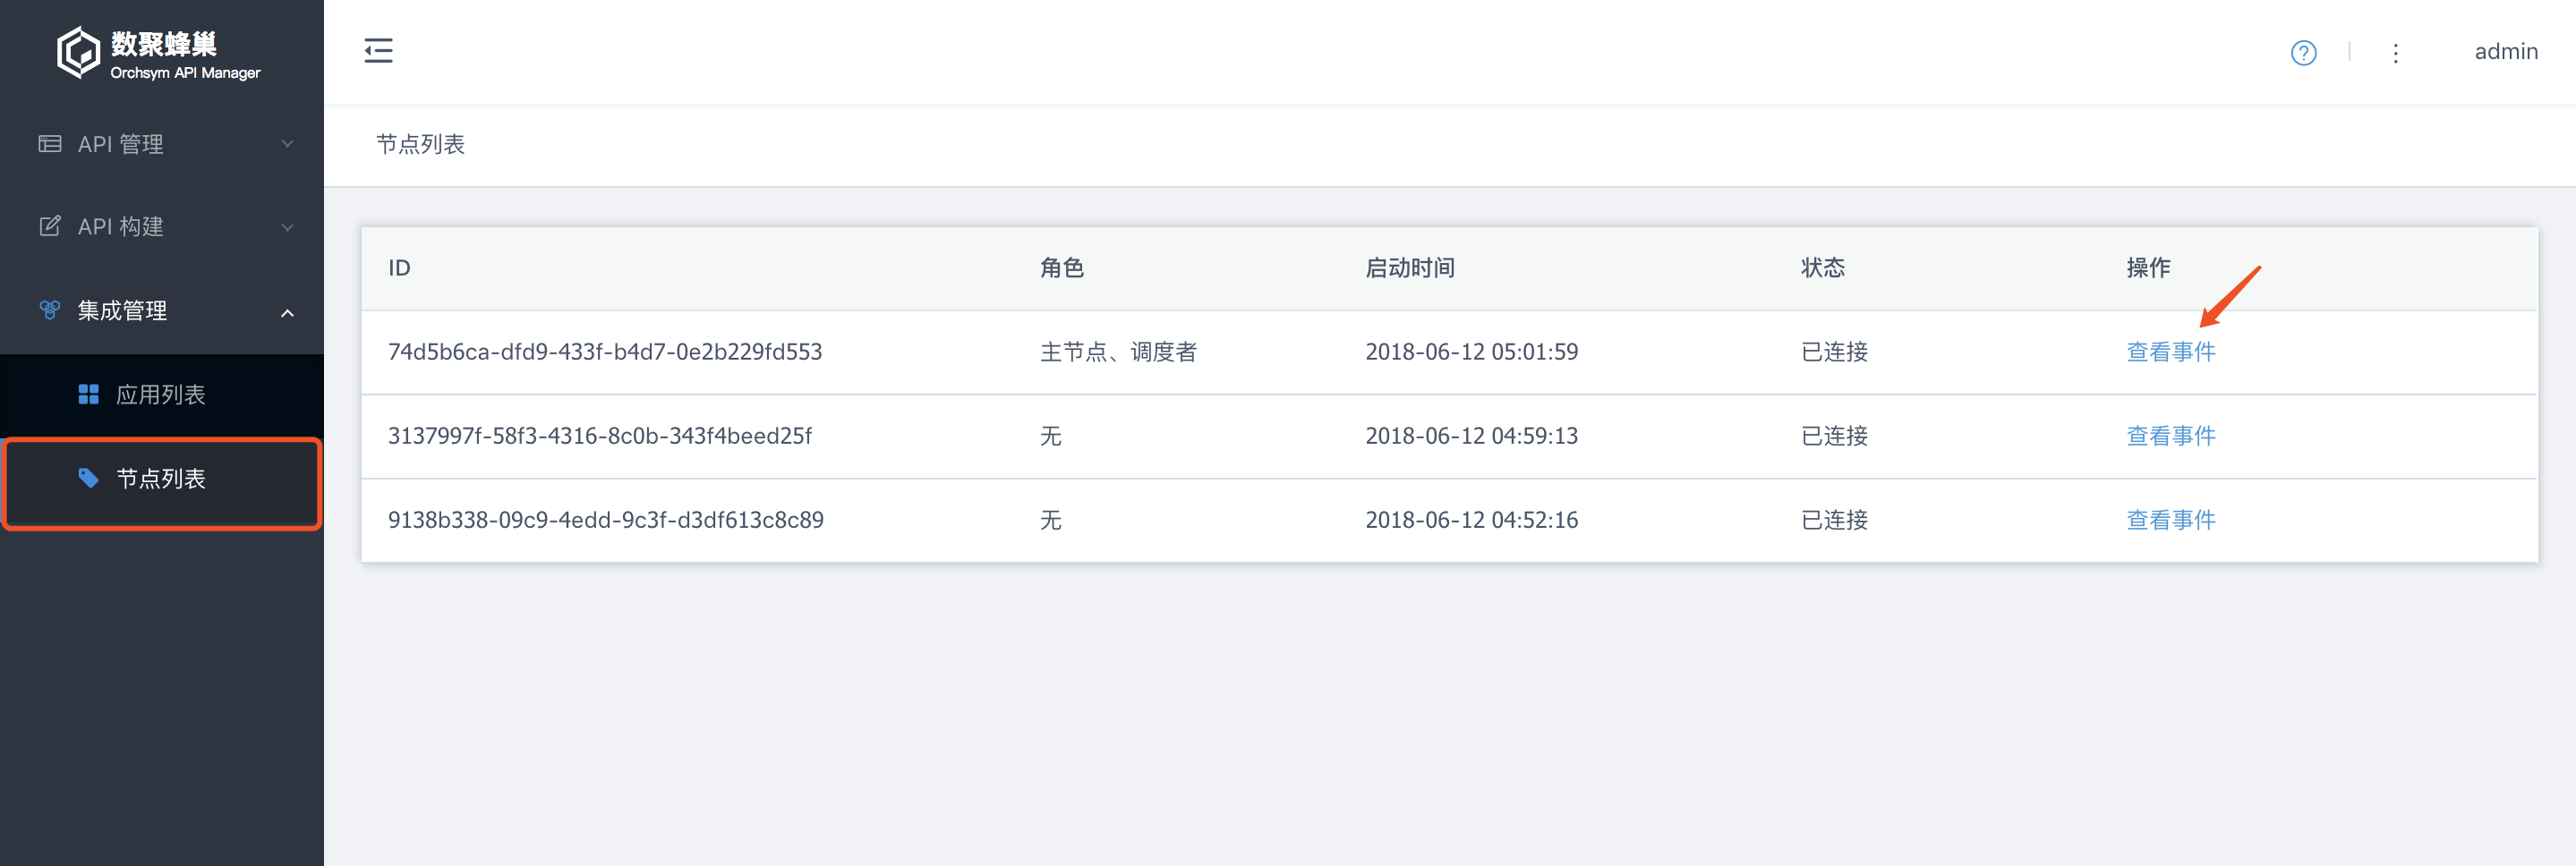 数聚蜂巢
Orchsym API Manager
API 管理
API 构建
集成管理
应用列表
节点列表
?
admin
节点列表
ID 角色 启动时间 状态 操作
74d5b6ca-dfd9-433f-b4d7-0e2b229fd553 主节点、调度者 2018-06-12 05:01:59 已连接 查看事件
3137997f-58f3-4316-8c0b-343f4beed25f 无 2018-06-12 04:59:13 已连接 查看事件
9138b338-09c9-4edd-9c3f-d3df613c8c89 无 2018-06-12 04:52:16 已连接 查看事件